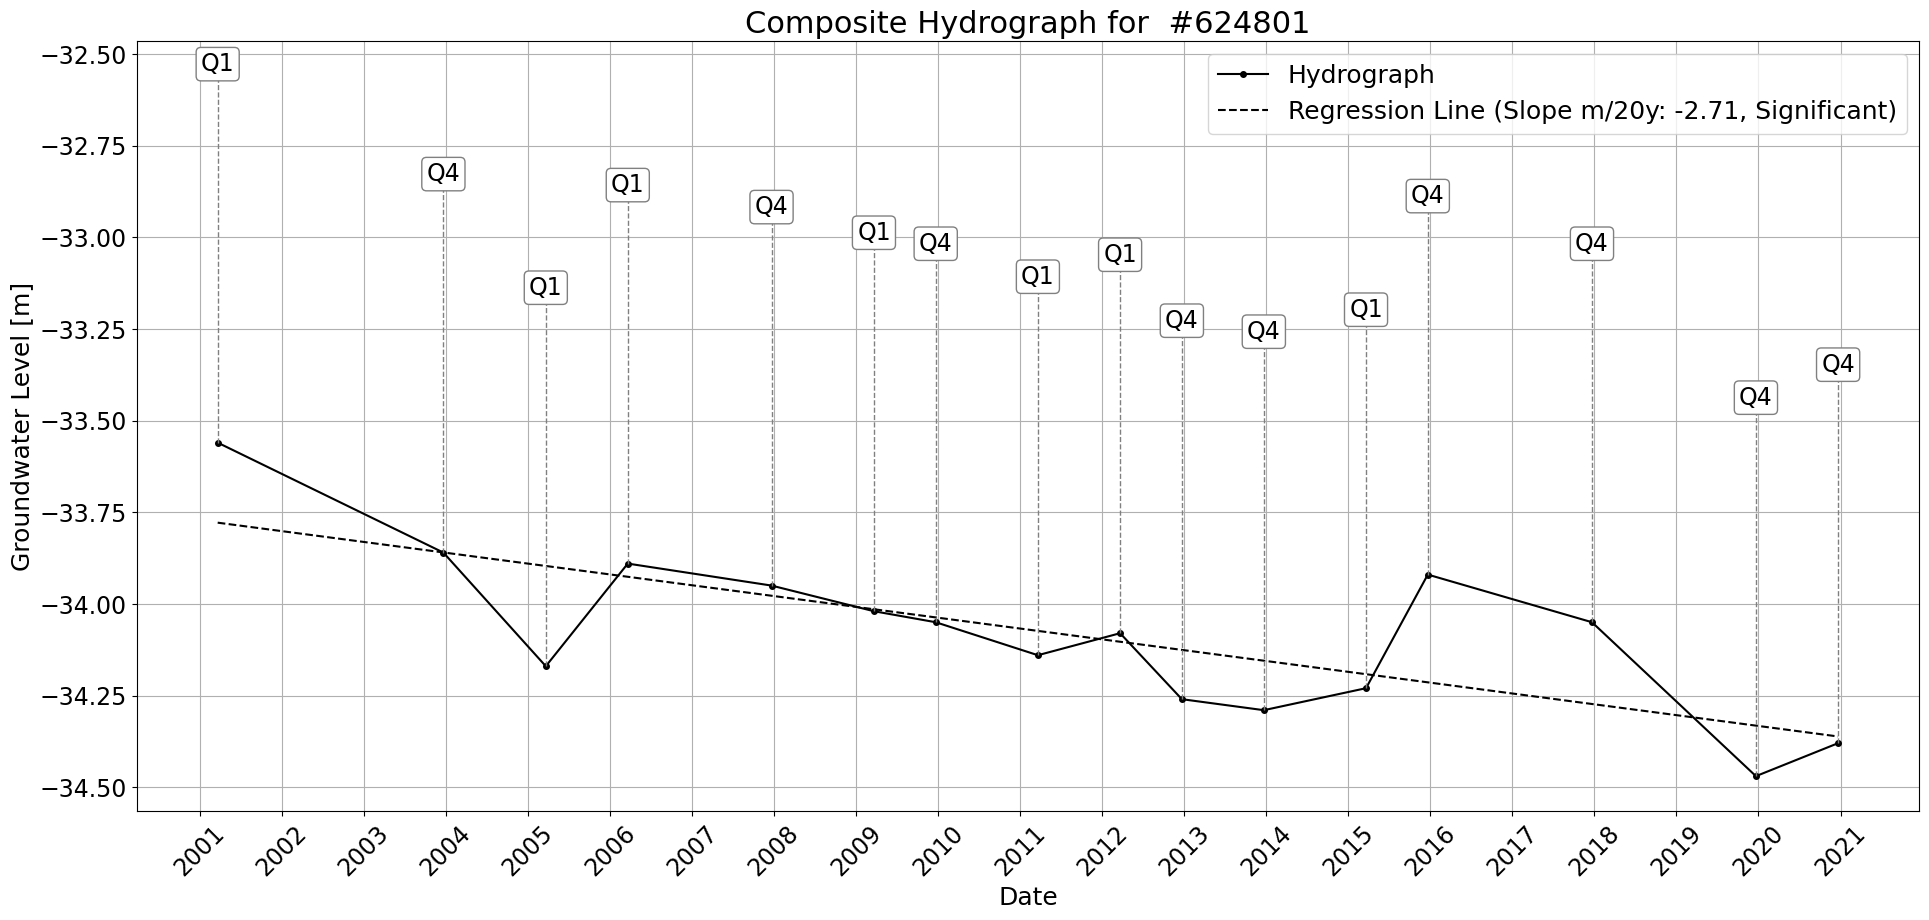 Composite Hydrograph for  #624801
Hydrograph
Regression Line (Slope m/20y: -2.71, Significant)
Groundwater Level [m]
−32.50
−32.75
−33.00
−33.25
−33.50
−33.75
−34.00
−34.25
−34.50
Q1
Q4
Q1
Q1
Q4
Q1
Q4
Q1
Q1
Q4
Q4
Q1
Q4
Q4
Q4
Q4
2001
2002
2003
2004
2005
2006
2007
2008
2009
2010
2011
2012
2013
2014
2015
2016
2017
2018
2019
2020
2021
Date